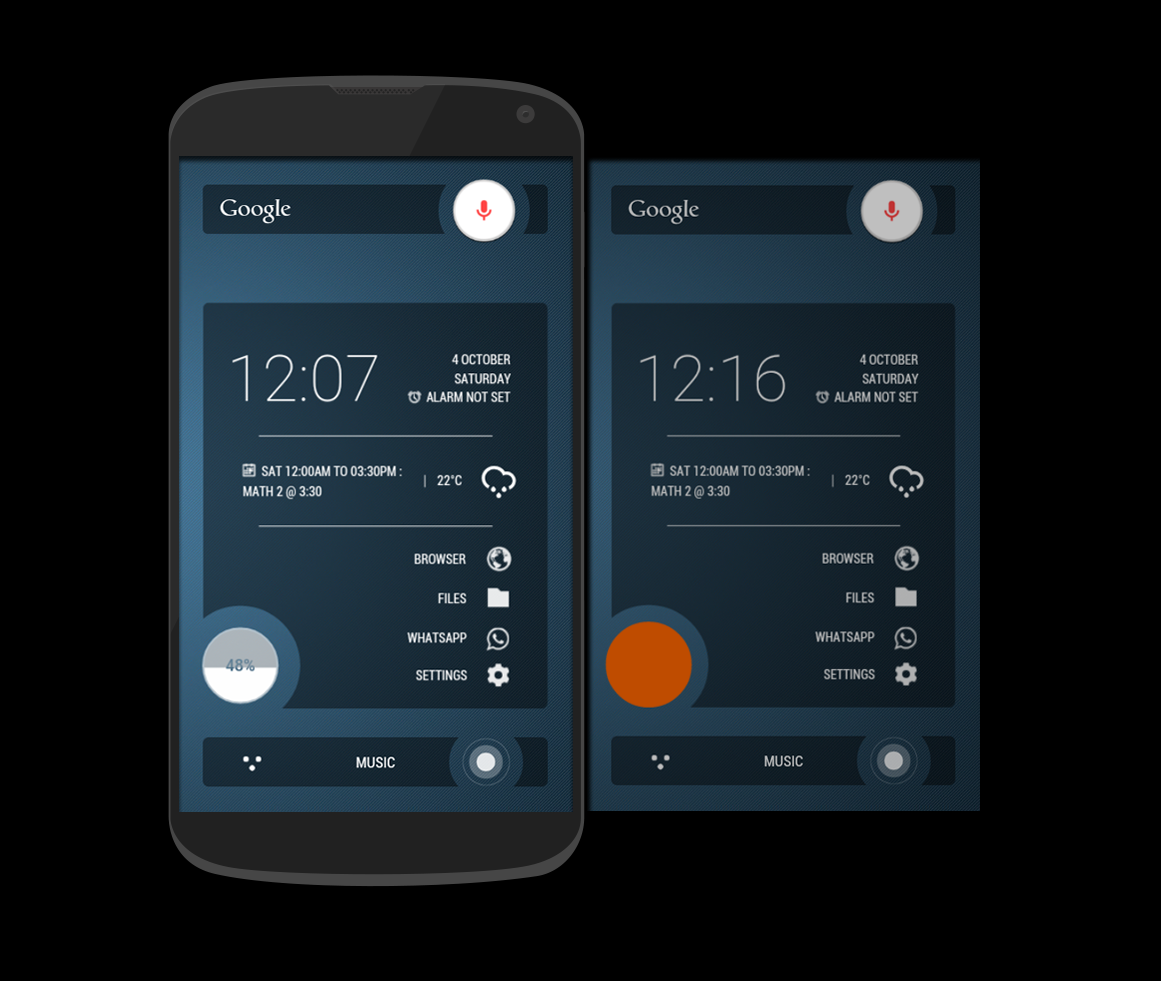 Google
12:07
4 OCTOBER
SATURDAY
ALARM NOT SET
SAT 12:00AM TO 03:30PM :
MATH 2 @ 3:30
| 22°C
BROWSER
FILES
WHATSAPP
SETTINGS
48%
MUSIC
Google
12:16
4 OCTOBER
SATURDAY
ALARM NOT SET
SAT 12:00AM TO 03:30PM :
MATH 2 @ 3:30
| 22°C
BROWSER
FILES
WHATSAPP
SETTINGS
MUSIC